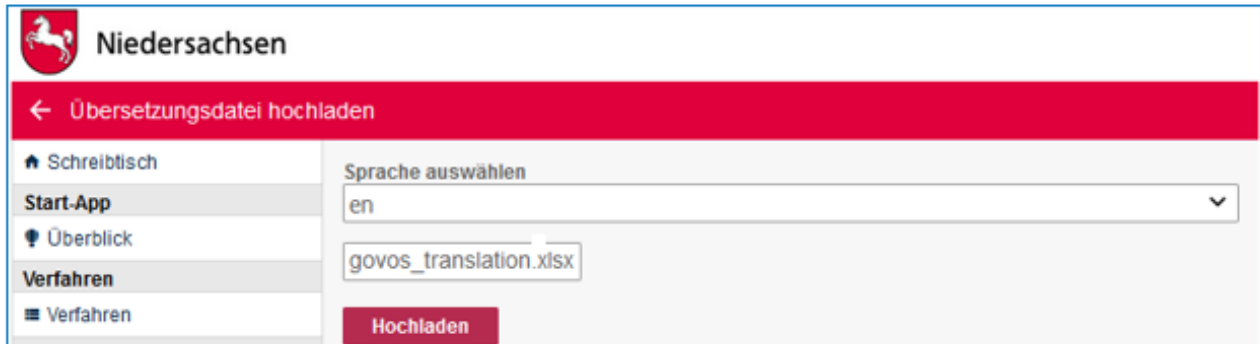 Niedersachsen
← Übersetzungsdatei hochladen
Schreibtisch
Start-App
Überblick
Verfahren
Verfahren
Sprache auswählen
en
govos_translation.xlsx
Hochladen